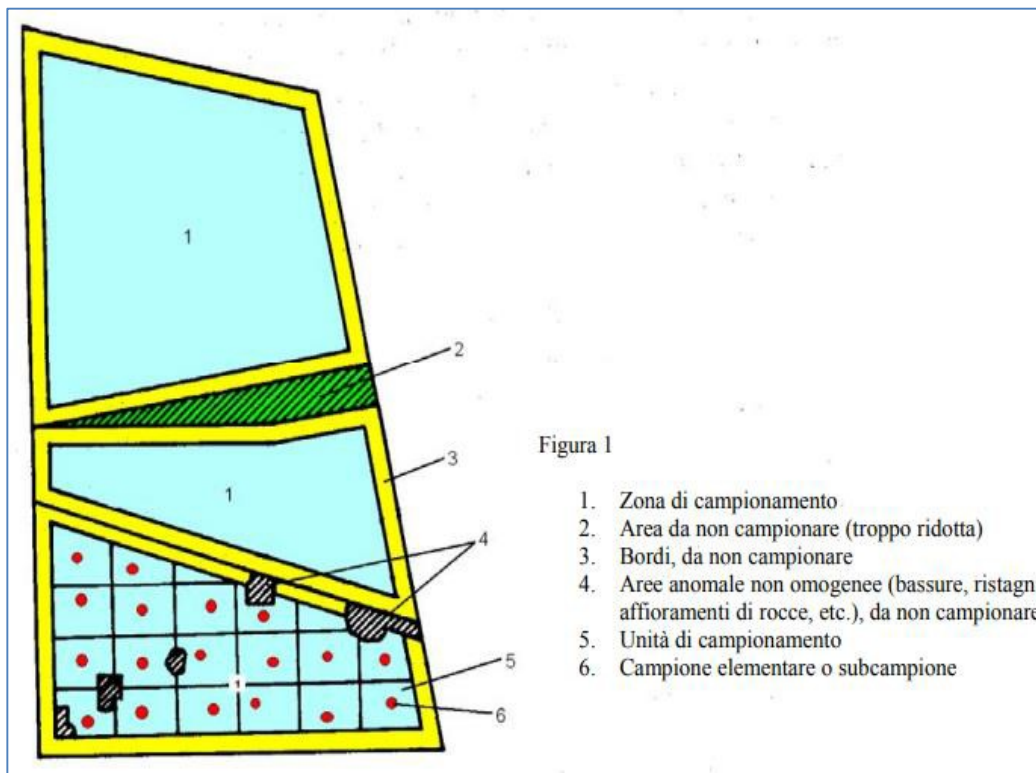 1
2
3
1
4
1
5
6
Figura 1
1. Zona di campionamento
2. Area da non campionare (troppo ridotta)
3. Bordi, da non campionare
4. Aree anomale non omogenee (bassure, ristagn
affioramenti di rocce, etc.), da non campionare
5. Unità di campionamento
6. Campione elementare o subcampione